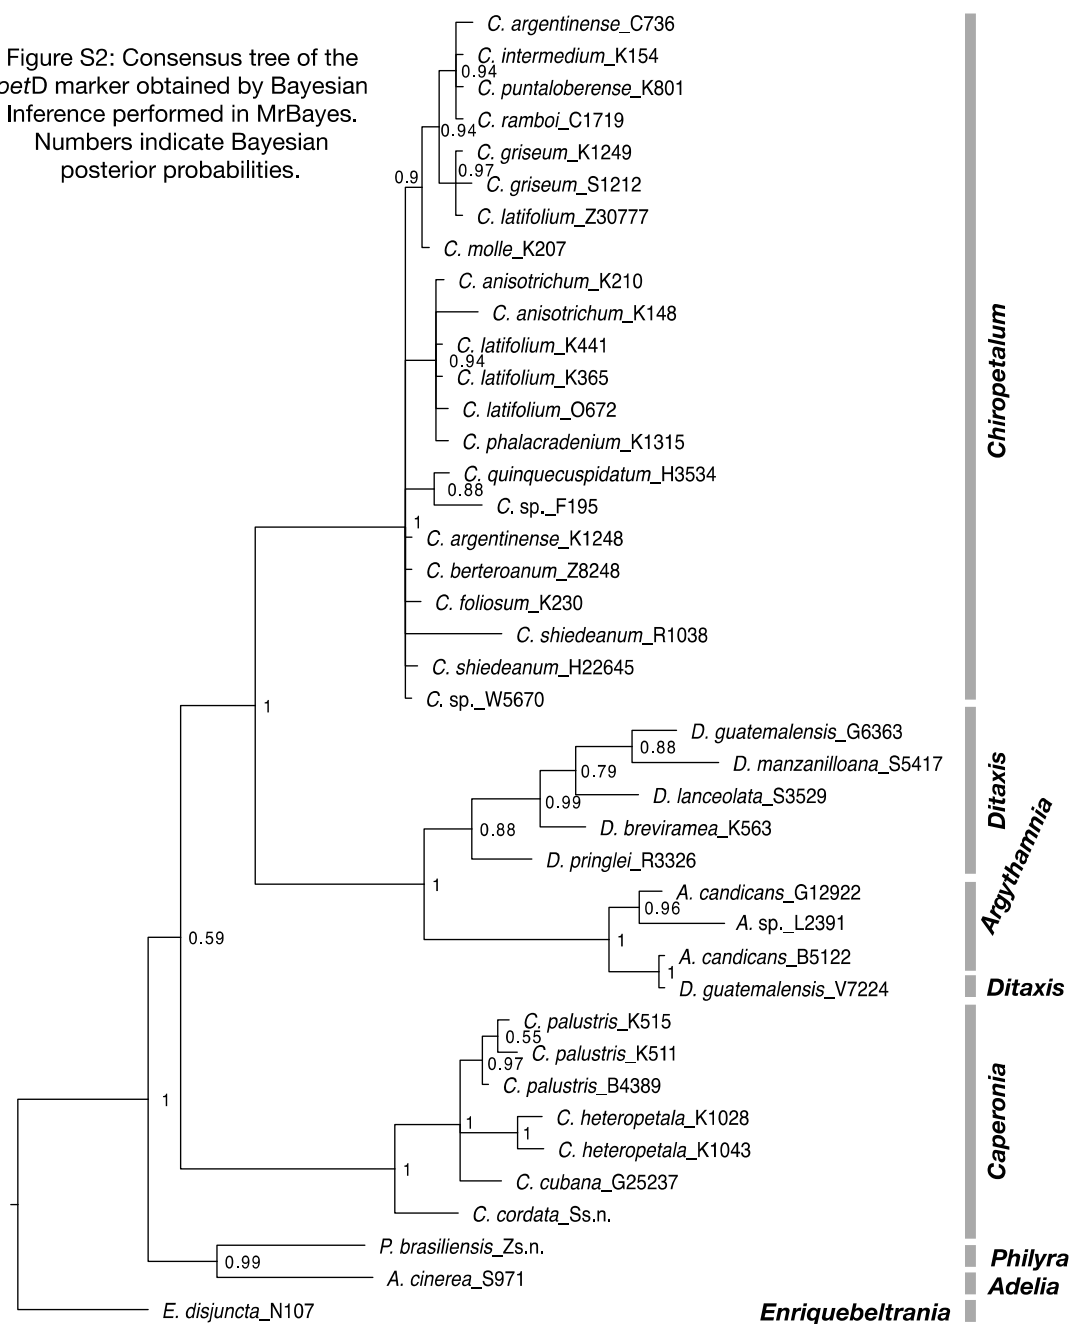 Figure S2: Consensus tree of the
petD marker obtained by Bayesian
Inference performed in MrBayes.
Numbers indicate Bayesian
posterior probabilities.
C. argentinense_C736
C. intermedium_K154
0.94
C. puntaloberense_K801
C. ramboi_C1719
0.94
C. griseum_K1249
0.97
0.9
C. griseum_S1212
C. latifolium_Z30777
C. molle_K207
C. anisotrichum_K210
C. anisotrichum_K148
C. latifolium_K441
0.94
C. latifolium_K365
C. latifolium_O672
C. phalacradenium_K1315
C. quinquecuspidatum_H3534
0.88
C. sp._F195
1
C. argentinense_K1248
C. berteroanum_Z8248
C. foliosum_K230
C. shiedeanum_R1038
C. shiedeanum_H22645
C. sp._W5670
Chiropetalum
1
D. guatemalensis_G6363
0.88
D. manzanilloana_S5417
0.79
D. lanceolata_S3529
0.99
D. breviramea_K563
0.88
D. pringlei_R3326
Ditaxis
1
A. candicans_G12922
0.96
A. sp._L2391
1
A. candicans_B5122
1
Argythamnia
D. guatemalensis_V7224
Ditaxis
0.59
C. palustris_K515
0.55
C. palustris_K511
0.97
C. palustris_B4389
1
C. heteropetala_K1028
1
C. heteropetala_K1043
1
C. cubana_G25237
C. cordata_Ss.n.
Caperonia
1
P. brasiliensis_Zs.n.
Philyra
0.99
A. cinerea_S971
Adelia
E. disjuncta_N107
Enriquebeltrania